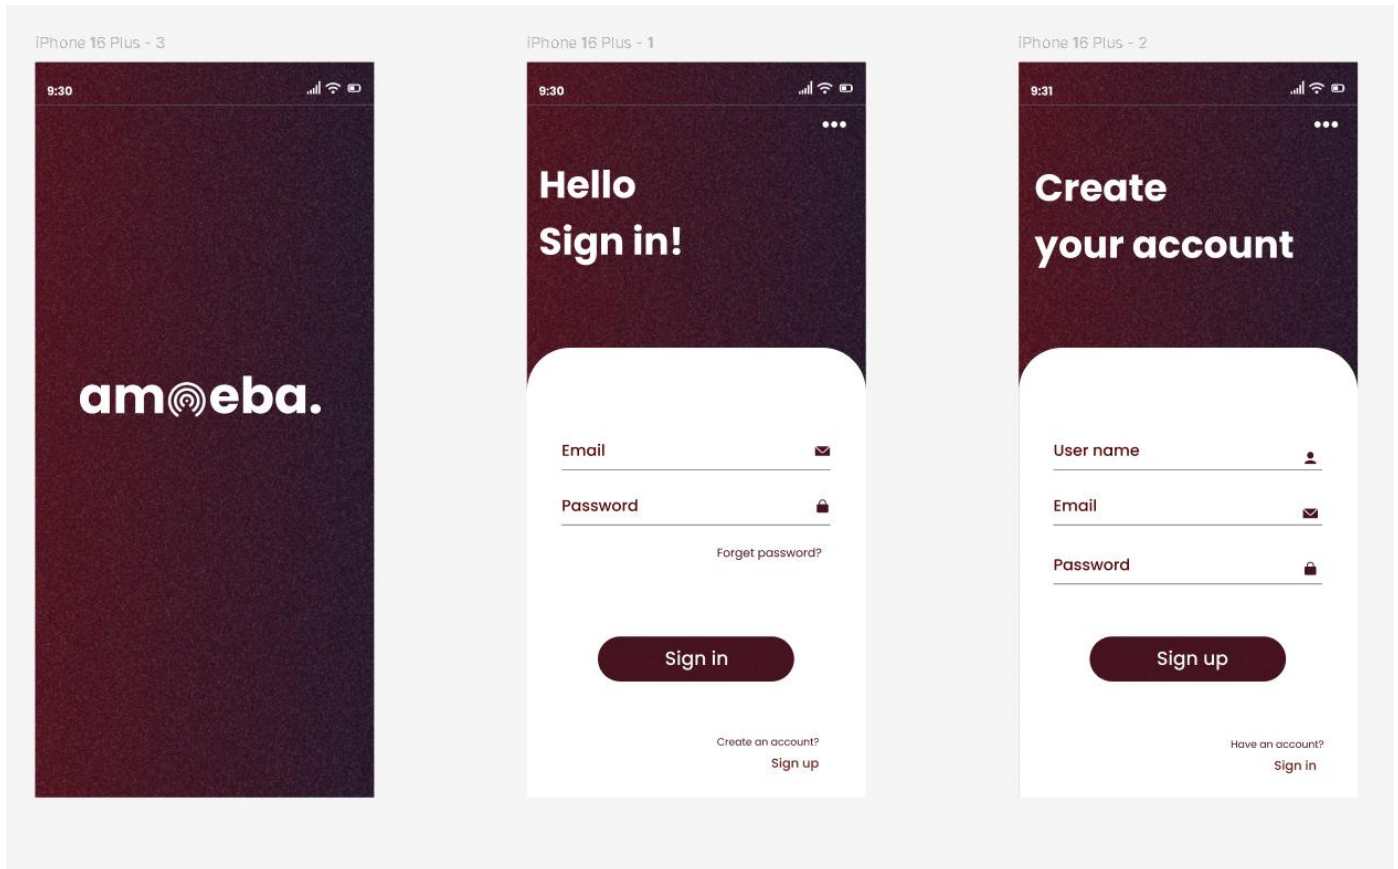 iPhone 16 Plus - 3
9:30
amoeba.
iPhone 16 Plus - 1
9:30
Hello
Sign in!
Email
Password
Forget password?
Sign in
Create an account?
Sign up
iPhone 16 Plus - 2
9:31
Create
your account
User name
Email
Password
Sign up
Have an account?
Sign in